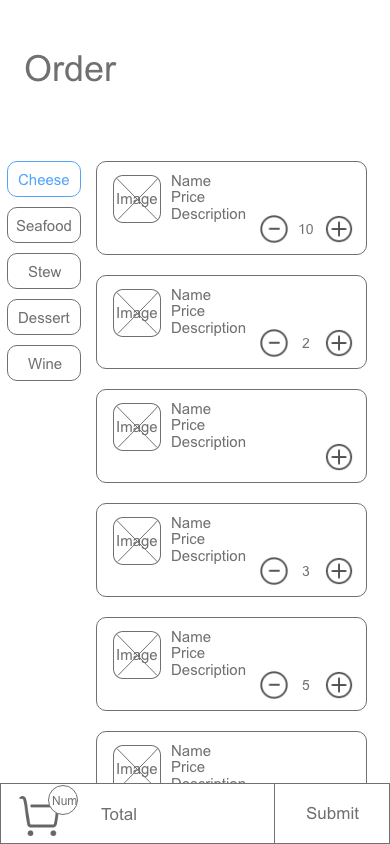 Order
Cheese
Seafood
Stew
Dessert
Wine
Image
Name
Price
Description
10
Image
Name
Price
Description
2
Image
Name
Price
Description
Image
Name
Price
Description
3
Image
Name
Price
Description
5
Image
Name
Price
Description
Num
Total
Submit